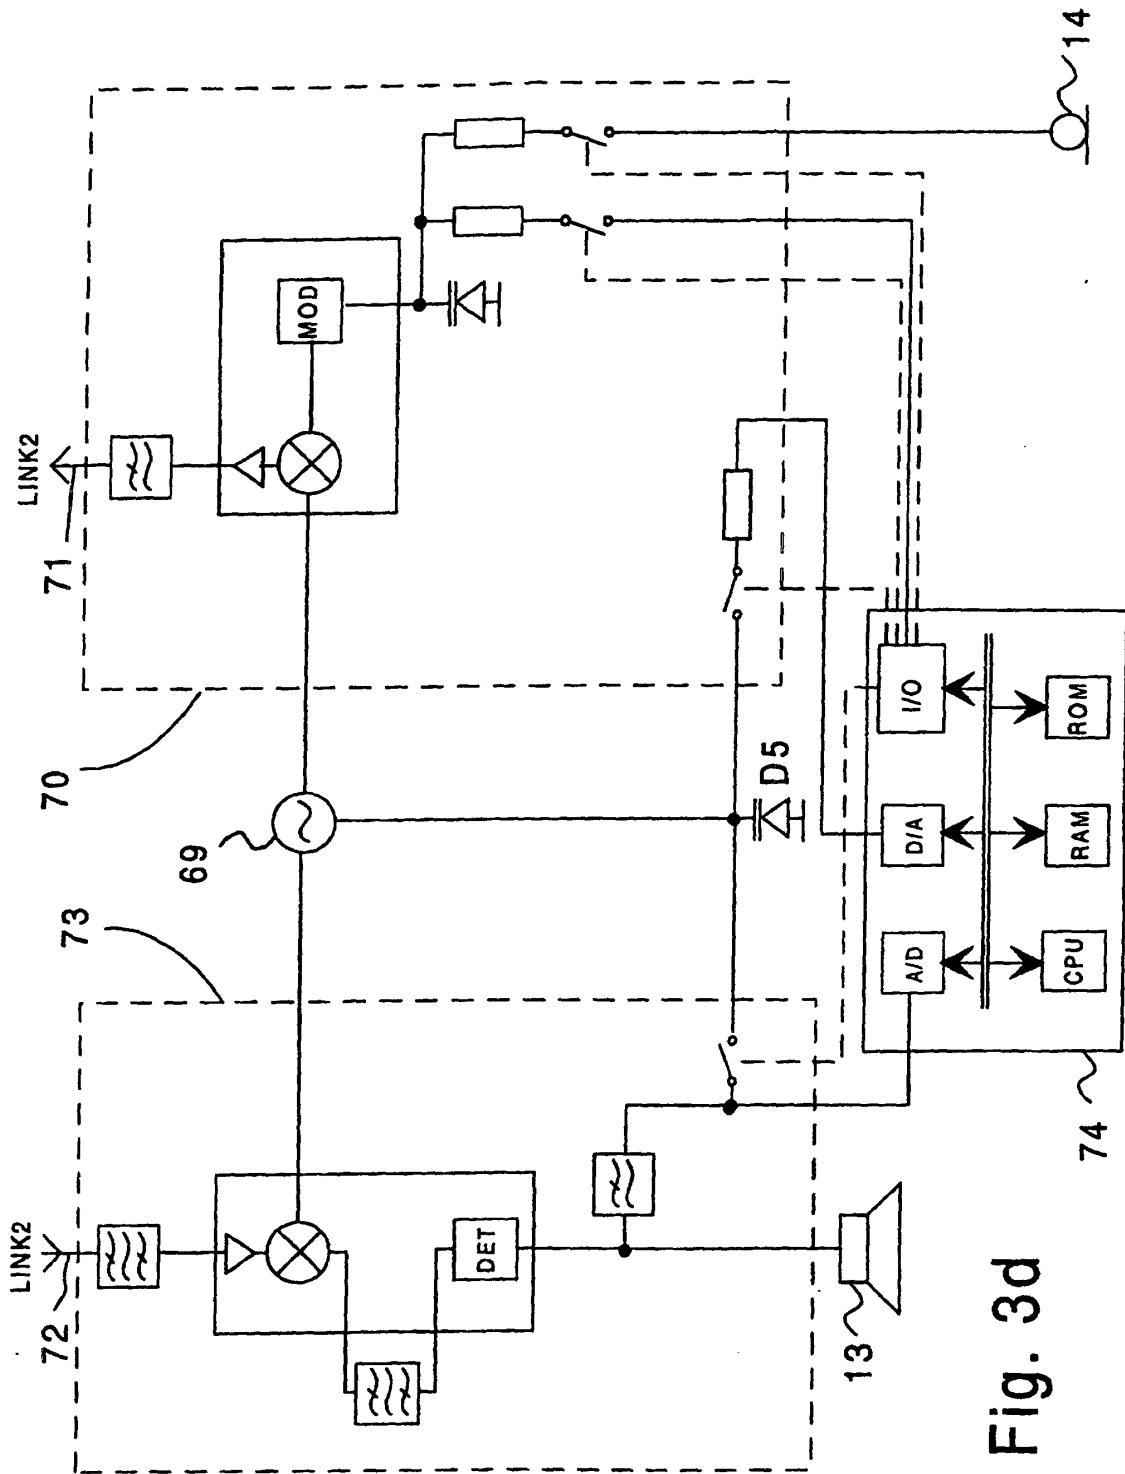 LINK2
72
73
DET
13
69
70
LINK2
71
MOD
D5
14
74
A/D
D/A
I/O
CPU
RAM
ROM
Fig. 3d